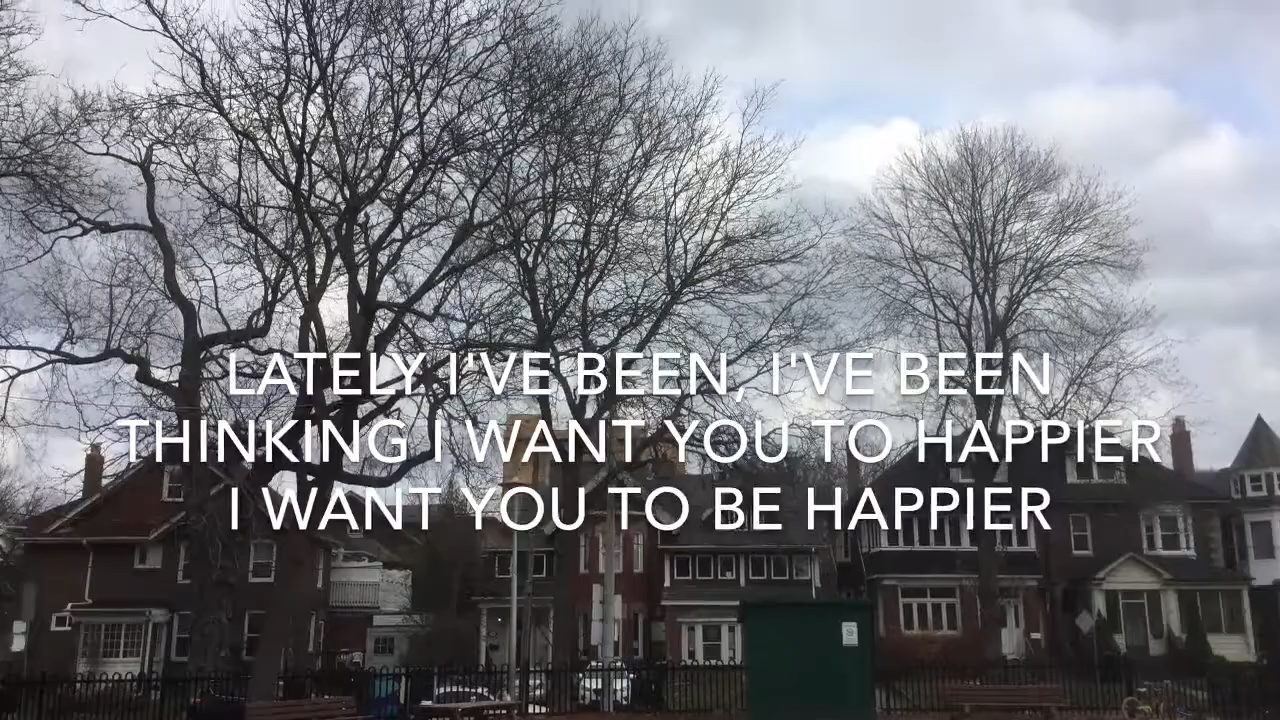 LATELY I'VE BEEN, I'VE BEEN
THINKING I WANT YOU TO HAPPIER
I WANT YOU TO BE HAPPIER